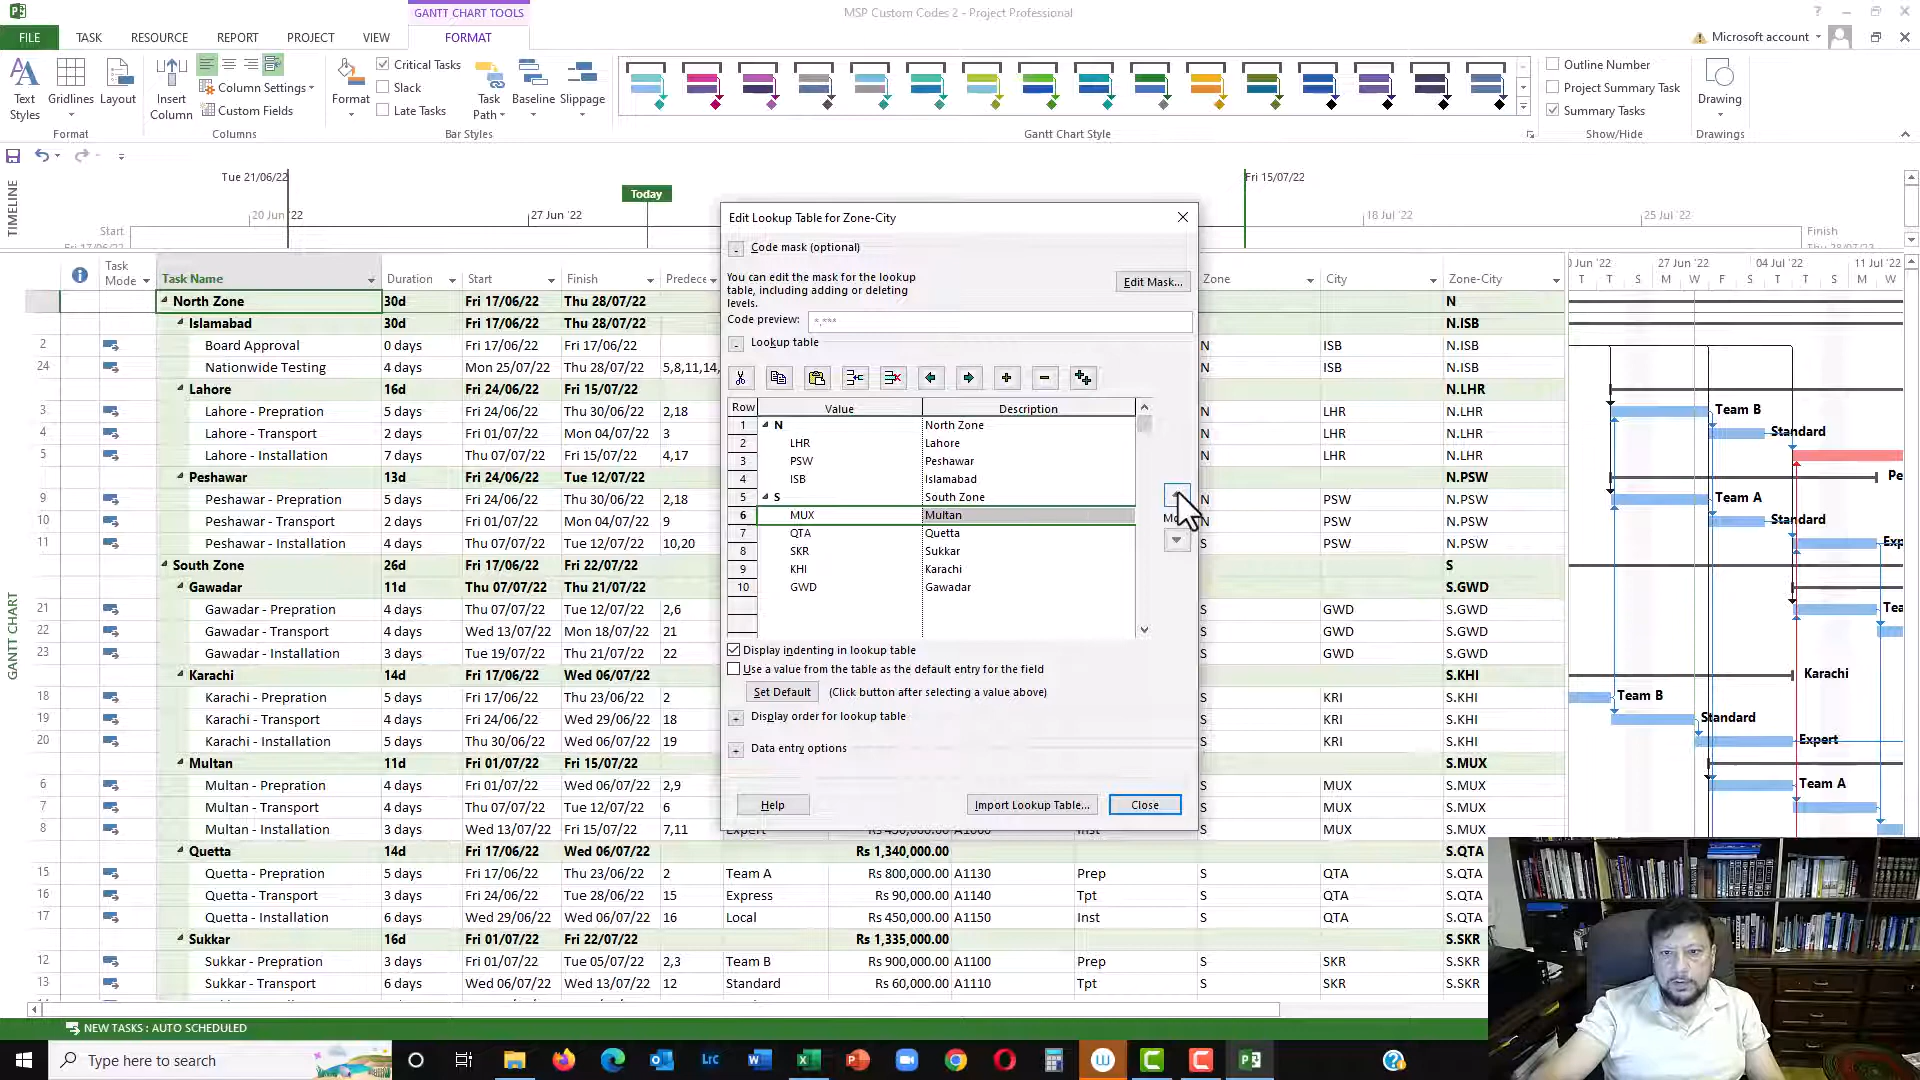 GANTT CHART TOOLS
MSP Custom Codes 2 - Project Professional
FILE TASK RESOURCE REPORT PROJECT VIEW FORMAT
Microsoft account
Text Styles
Gridlines
Layout
Format
Insert Column
Column Settings
Custom Fields
Columns
Format
Critical Tasks
Slack
Late Tasks
Bar Styles
Task Path
Baseline
Slippage
Gantt Chart Style
Outline Number
Project Summary Task
Summary Tasks
Show/Hide
Drawing
Drawings
TIMELINE
Tue 21/06/22
Today
Fri 15/07/22
20 Jun '22
27 Jun '22
18 Jul '22
25 Jul '22
Start
Fri 17/06/22
Finish
Thu 28/07/22
GANTT CHART
Task Mode Task Name Duration Start Finish Predece Zone City Zone-City
Jun '22 27 Jun '22 04 Jul '22 11 Jul '22
T T S M W F S T T S M W
North Zone 30d Fri 17/06/22 Thu 28/07/22 N
Islamabad 30d Fri 17/06/22 Thu 28/07/22 N.ISB
2 Board Approval 0 days Fri 17/06/22 Fri 17/06/22 N ISB N.ISB
24 Nationwide Testing 4 days Mon 25/07/22 Thu 28/07/22 5,8,11,14, N ISB N.ISB
Lahore 16d Fri 24/06/22 Fri 15/07/22 N.LHR
3 Lahore - Prepration 5 days Fri 24/06/22 Thu 30/06/22 2,18 N LHR N.LHR Team B
4 Lahore - Transport 2 days Fri 01/07/22 Mon 04/07/22 3 N LHR N.LHR Standard
5 Lahore - Installation 7 days Thu 07/07/22 Fri 15/07/22 4,17 N LHR N.LHR
Peshawar 13d Fri 24/06/22 Tue 12/07/22 N.PSW Pe
9 Peshawar - Prepration 5 days Fri 24/06/22 Thu 30/06/22 2,18 N PSW N.PSW Team A
10 Peshawar - Transport 2 days Fri 01/07/22 Mon 04/07/22 9 N PSW N.PSW Standard
11 Peshawar - Installation 4 days Thu 07/07/22 Tue 12/07/22 10,20 S PSW N.PSW Exp
South Zone 26d Fri 17/06/22 Fri 22/07/22 S
Gawadar 11d Thu 07/07/22 Thu 21/07/22 S.GWD
21 Gawadar - Prepration 4 days Thu 07/07/22 Tue 12/07/22 2,6 S GWD S.GWD Tea
22 Gawadar - Transport 4 days Wed 13/07/22 Mon 18/07/22 21 S GWD S.GWD
23 Gawadar - Installation 3 days Tue 19/07/22 Thu 21/07/22 22 S GWD S.GWD
Karachi 14d Fri 17/06/22 Wed 06/07/22 S.KHI Karachi
18 Karachi - Prepration 5 days Fri 17/06/22 Thu 23/06/22 2 S KRI S.KHI Team B
19 Karachi - Transport 4 days Fri 24/06/22 Wed 29/06/22 18 S KRI S.KHI Standard
20 Karachi - Installation 5 days Thu 30/06/22 Wed 06/07/22 19 S KRI S.KHI Expert
Multan 11d Fri 01/07/22 Fri 15/07/22 S.MUX
6 Multan - Prepration 4 days Fri 01/07/22 Wed 06/07/22 2,9 S MUX S.MUX Team A
7 Multan - Transport 4 days Thu 07/07/22 Tue 12/07/22 6 S MUX S.MUX
8 Multan - Installation 3 days Wed 13/07/22 Fri 15/07/22 7,11 Expert S MUX S.MUX
Quetta 14d Fri 17/06/22 Wed 06/07/22 Rs 1,340,000.00 S.QTA
15 Quetta - Prepration 5 days Fri 17/06/22 Thu 23/06/22 2 Team A Rs 800,000.00 A1130 Prep S QTA S.QTA
16 Quetta - Transport 4 days Fri 24/06/22 Tue 28/06/22 15 Express Rs 90,000.00 A1140 Tpt S QTA S.QTA
17 Quetta - Installation 6 days Wed 29/06/22 Wed 06/07/22 16 Local Rs 450,000.00 A1150 Inst S QTA S.QTA
Sukkar 16d Fri 01/07/22 Fri 22/07/22 Rs 1,335,000.00 S.SKR
12 Sukkar - Prepration 3 days Fri 01/07/22 Tue 05/07/22 2,3 Team B Rs 900,000.00 A1100 Prep S SKR S.SKR
13 Sukkar - Transport 6 days Wed 06/07/22 Wed 13/07/22 12 Standard Rs 60,000.00 A1110 Tpt S SKR S.SKR
Edit Lookup Table for Zone-City
Code mask (optional)
You can edit the mask for the lookup
table, including adding or deleting
levels.
Edit Mask...
Code preview: *.***
Lookup table
Row Value Description
1 N North Zone
2 LHR Lahore
3 PSW Peshawar
4 ISB Islamabad
5 S South Zone
6 MUX Multan
7 QTA Quetta
8 SKR Sukkar
9 KHI Karachi
10 GWD Gawadar
Display indenting in lookup table
Use a value from the table as the default entry for the field
Set Default (Click button after selecting a value above)
Display order for lookup table
Data entry options
Help Import Lookup Table... Close
NEW TASKS : AUTO SCHEDULED
Type here to search